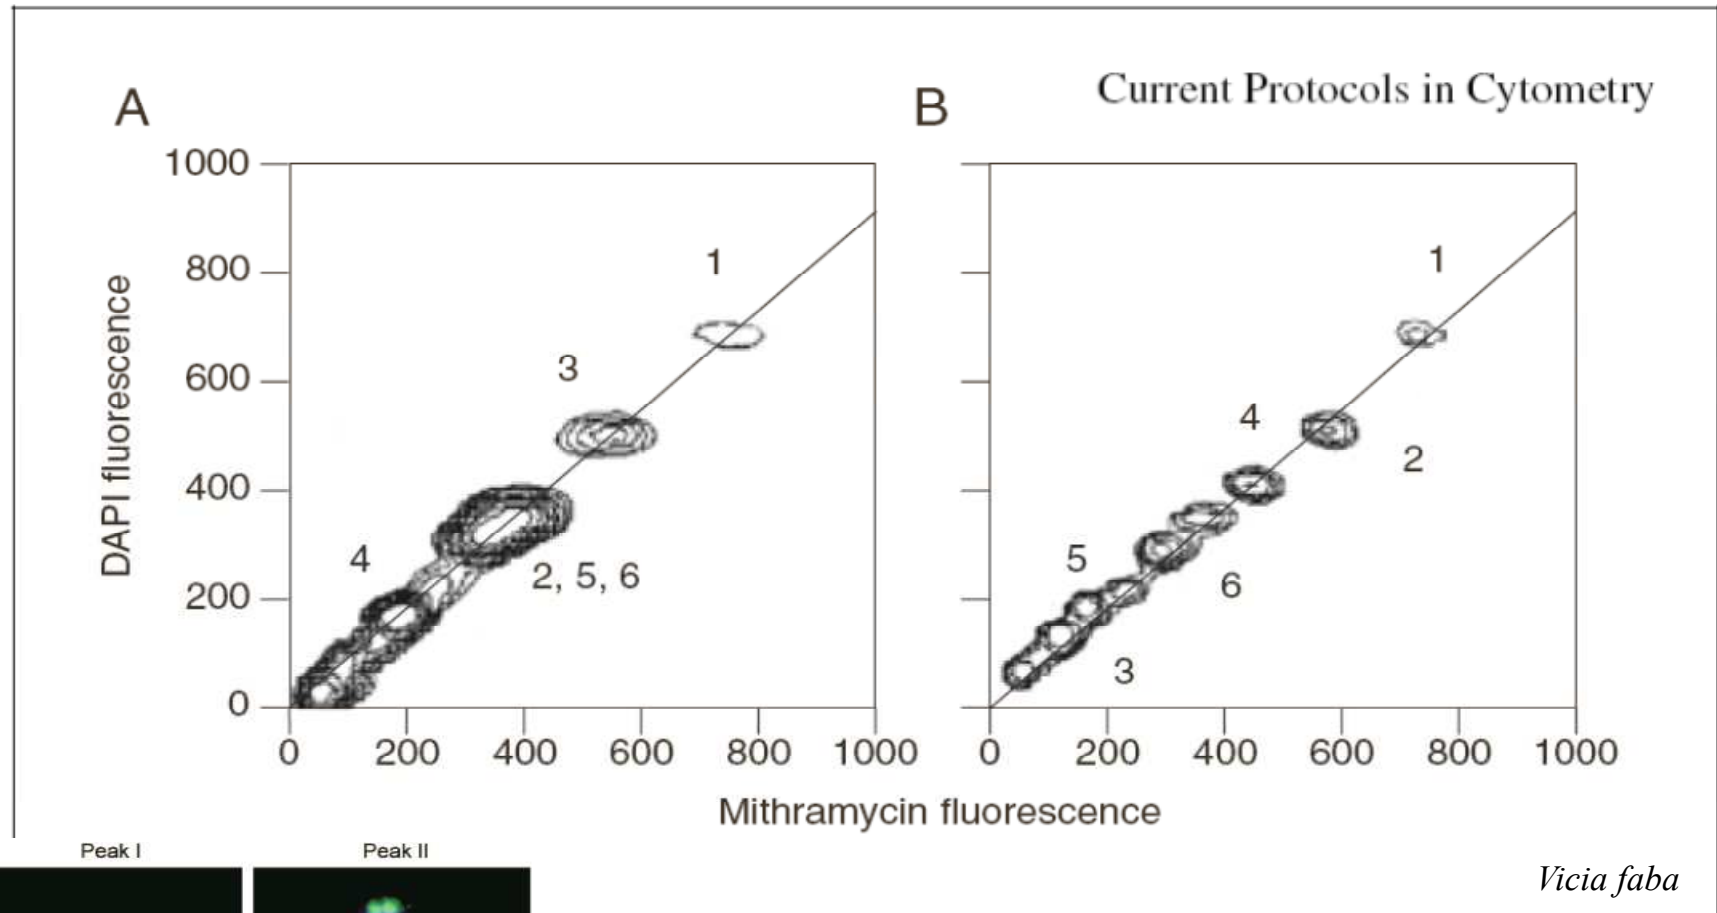 A
B
Current Protocols in Cytometry
1000
800
600
400
200
0
DAPI fluorescence
1
3
4
2, 5, 6
0 200 400 600 800 1000
1
4
2
5
6
3
0 200 400 600 800 1000
Mithramycin fluorescence
Peak I
Peak II
Vicia faba